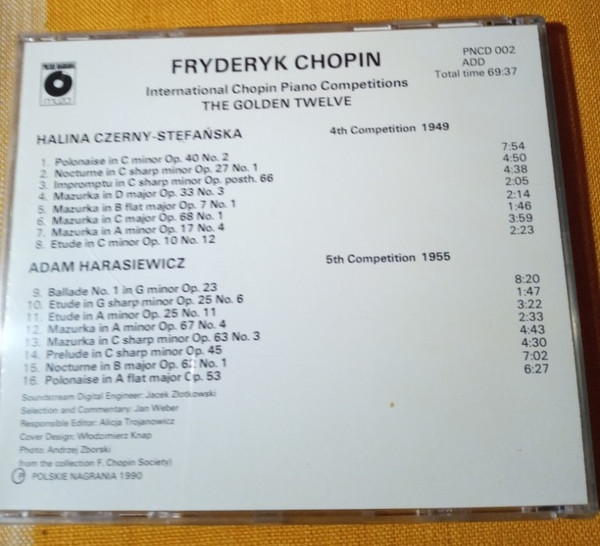 POLSKIE NAGRANIA
muza
FRYDERYK CHOPIN
International Chopin Piano Competitions
THE GOLDEN TWELVE
PNCD 002
ADD
Total time 69:37
HALINA CZERNY-STEFAŃSKA 4th Competition 1949
1. Polonaise in C minor Op. 40 No. 2 7:54
2. Nocturne in C sharp minor Op. 27 No. 1 4:50
3. Impromptu in C sharp minor Op. posth. 66 4:38
4. Mazurka in D major Op. 33 No. 3 2:05
5. Mazurka in B flat major Op. 7 No. 1 2:14
6. Mazurka in C major Op. 68 No. 1 1:46
7. Mazurka in A minor Op. 17 No. 4 3:59
8. Etude in C minor Op. 10 No. 12 2:23
ADAM HARASIEWICZ 5th Competition 1955
9. Ballade No. 1 in G minor Op. 23 8:20
10. Etude in G sharp minor Op. 25 No. 6 1:47
11. Etude in A minor Op. 25 No. 11 3:22
12. Mazurka in A minor Op. 67 No. 4 2:33
13. Mazurka in C sharp minor Op. 63 No. 3 4:43
14. Prelude in C sharp minor Op. 45 4:30
15. Nocturne in B major Op. 62 No. 1 7:02
16. Polonaise in A flat major Op. 53 6:27
Soundstream Digital Engineer: Jacek Złotkowski
Selection and Commentary: Jan Weber
Responsible Editor: Alicja Trojanowicz
Cover Design: Włodzimierz Knap
Photo: Andrzej Zborski
from the collection F. Chopin Society)
℗ POLSKIE NAGRANIA 1990